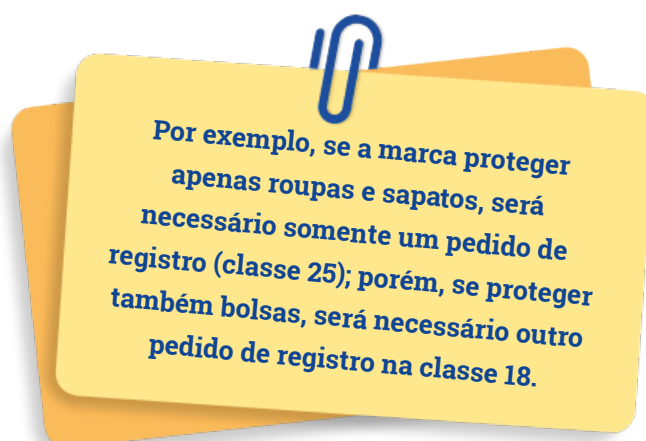 Por exemplo, se a marca proteger
apenas roupas e sapatos, será
necessário somente um pedido de
registro (classe 25); porém, se proteger
também bolsas, será necessário outro
pedido de registro na classe 18.